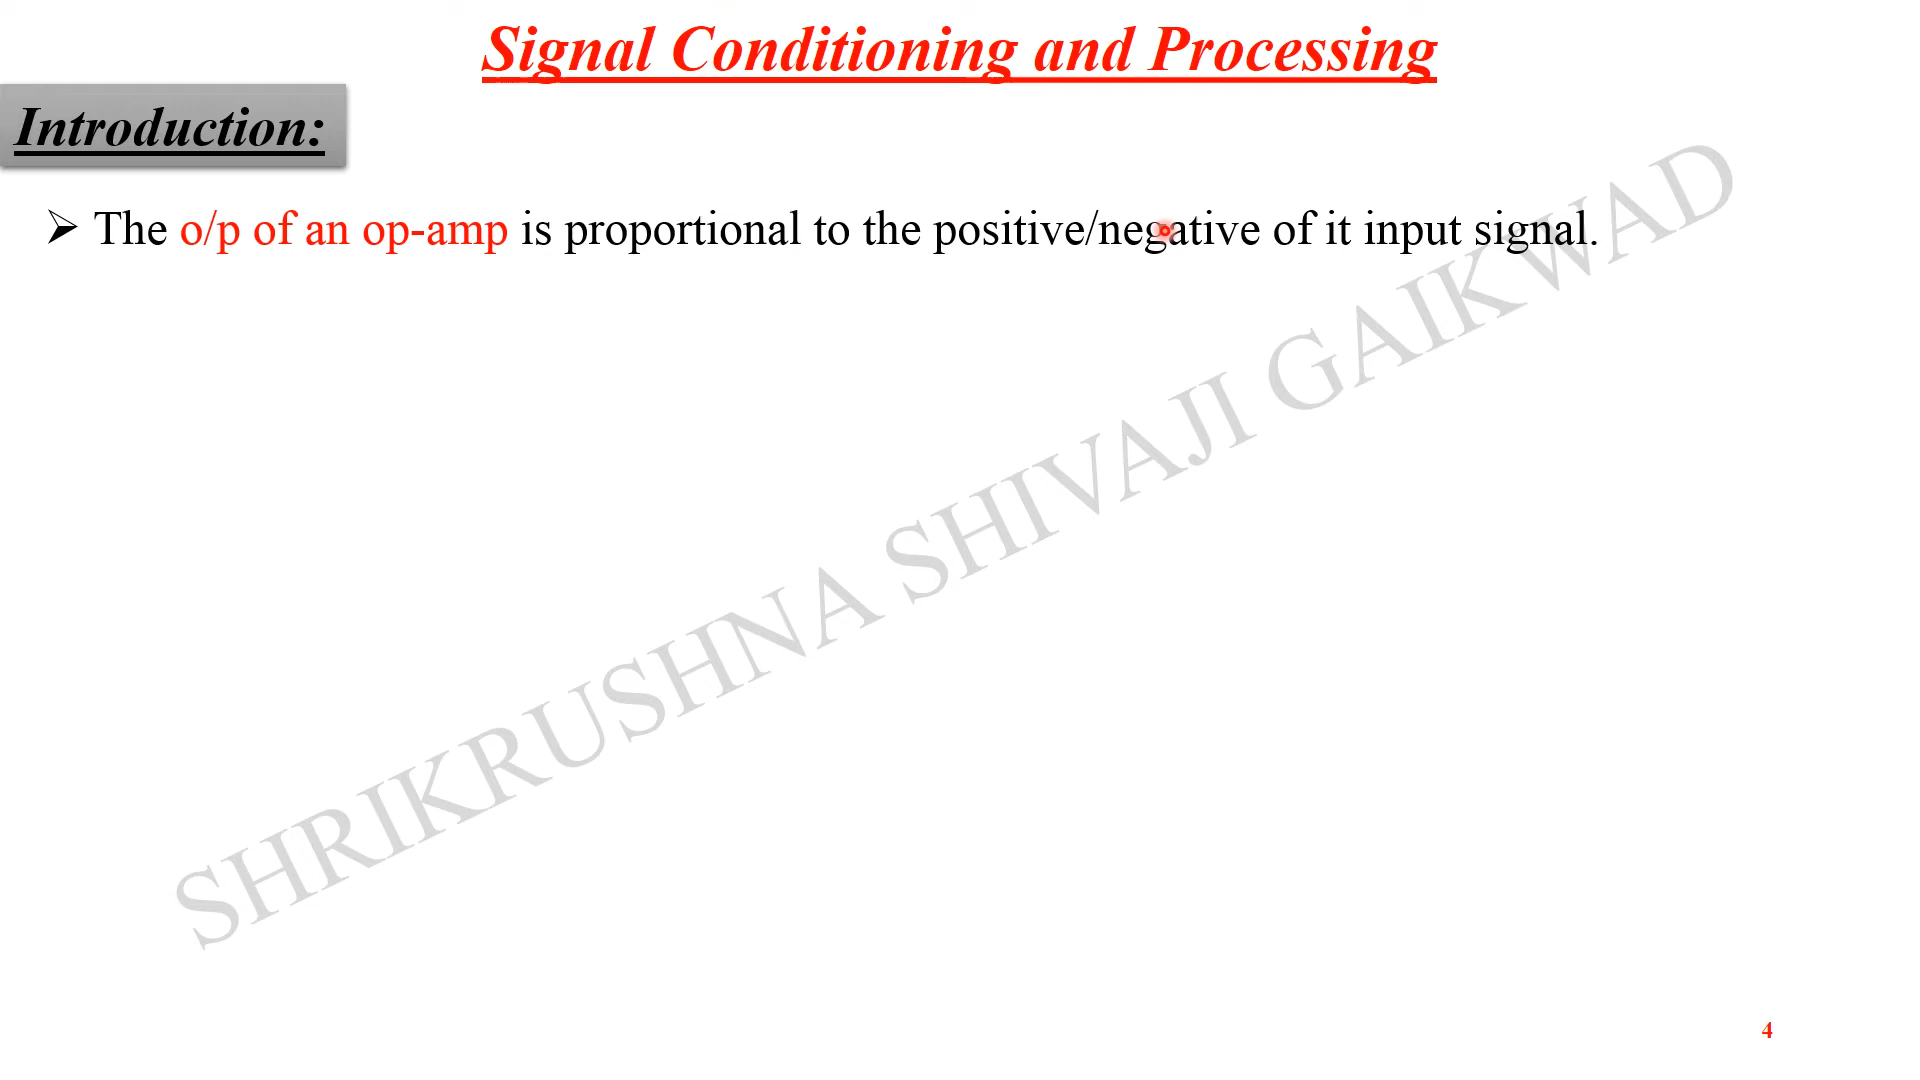 Signal Conditioning and Processing
Introduction:
➢ The o/p of an op-amp is proportional to the positive/negative of it input signal.
SHRIKRUSHNA SHIVAJI GAIKWAD
4